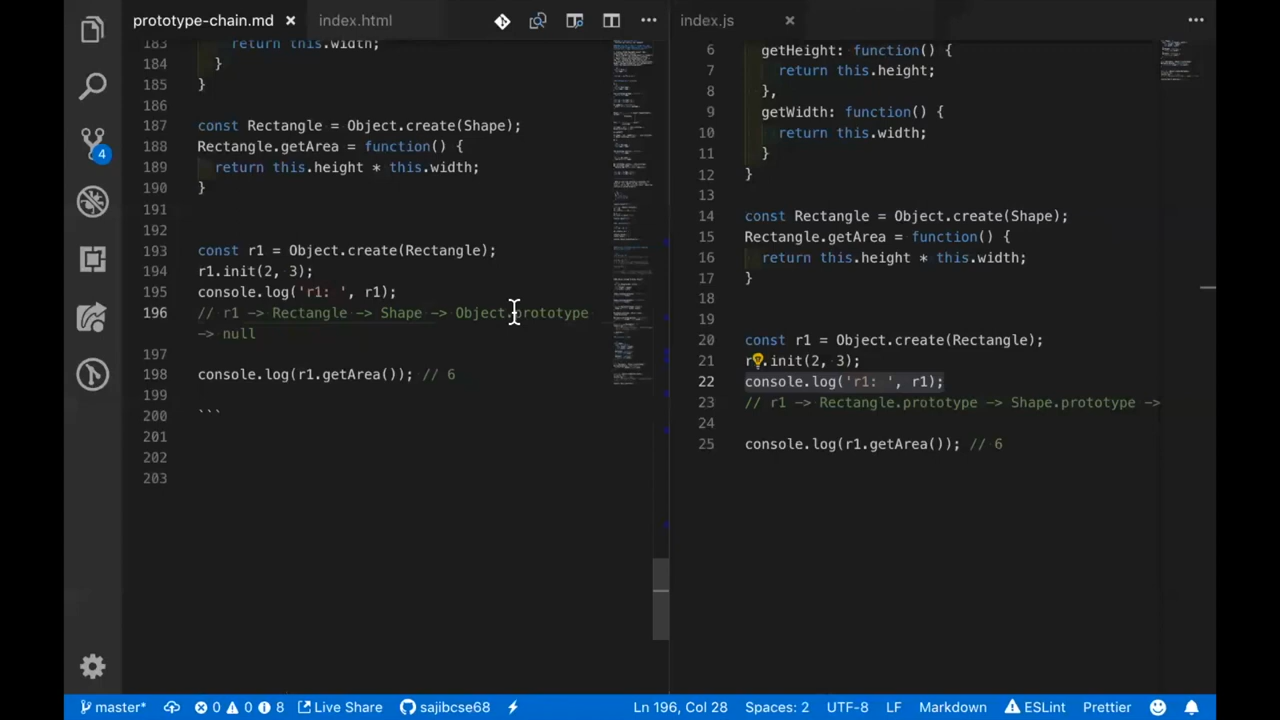 prototype-chain.md
index.html
index.js
183 return this.width;
184 }
185 }
186
187 const Rectangle = Object.create(Shape);
188 Rectangle.getArea = function() {
189 return this.height * this.width;
190 }
191
192
193 const r1 = Object.create(Rectangle);
194 r1.init(2, 3);
195 console.log('r1: ', r1);
196 // r1 -> Rectangle -> Shape -> Object.prototype
-> null
197
198 console.log(r1.getArea()); // 6
199
200 ```
201
202
203
6 getHeight: function() {
7 return this.height;
8 },
9 getWidth: function() {
10 return this.width;
11 }
12 }
13
14 const Rectangle = Object.create(Shape);
15 Rectangle.getArea = function() {
16 return this.height * this.width;
17 }
18
19
20 const r1 = Object.create(Rectangle);
21 r1.init(2, 3);
22 console.log('r1: ', r1);
23 // r1 -> Rectangle.prototype -> Shape.prototype ->
24
25 console.log(r1.getArea()); // 6
4
master* 0 0 8 Live Share sajibcse68 Ln 196, Col 28 Spaces: 2 UTF-8 LF Markdown ESLint Prettier